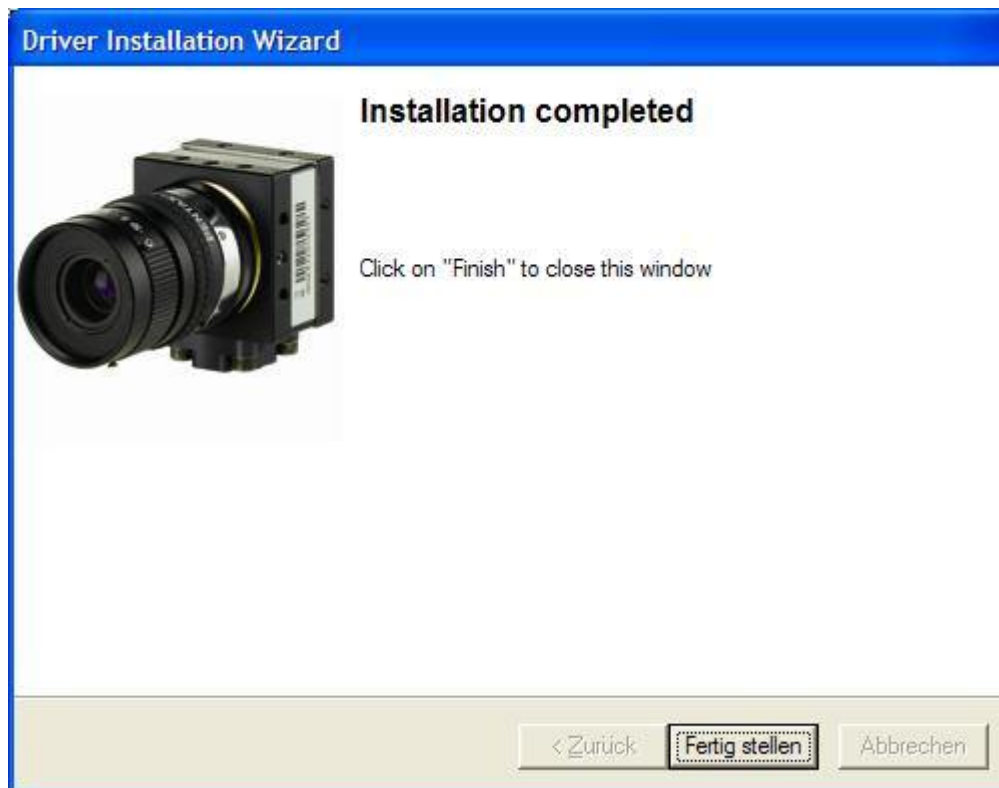 Driver Installation Wizard
Installation completed
Click on "Finish" to close this window
< Zurück
Fertig stellen
Abbrechen